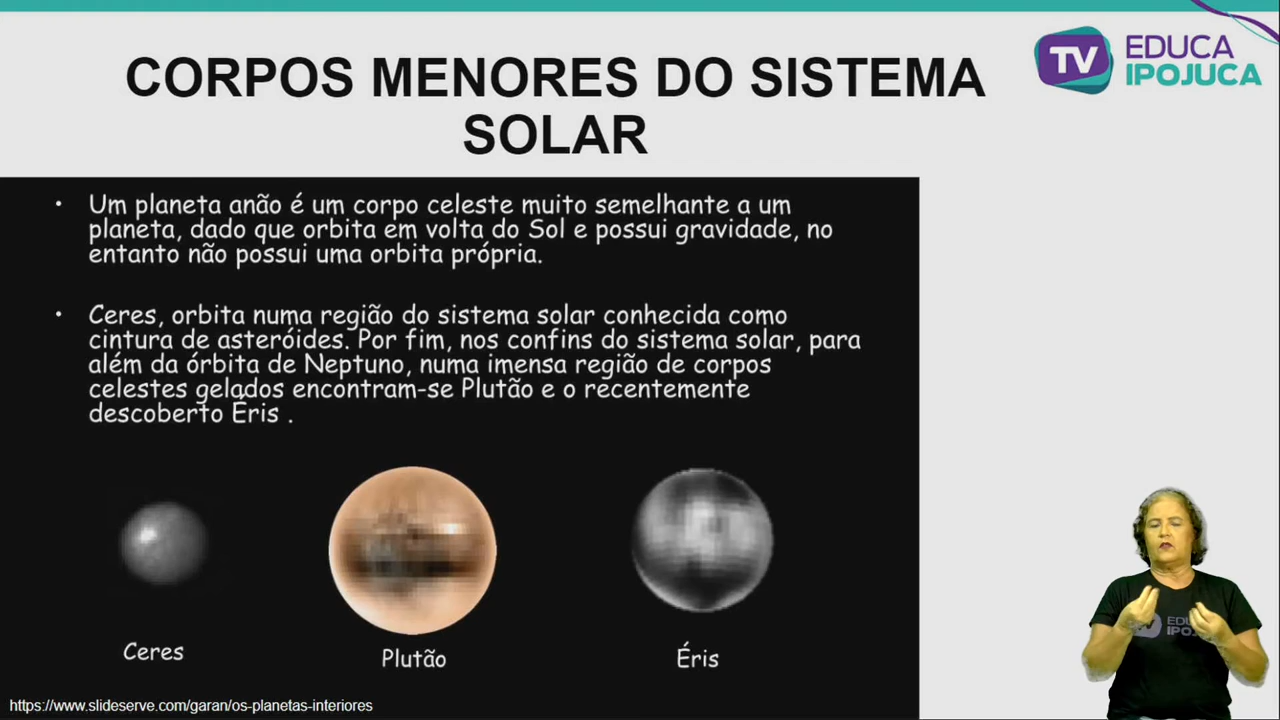 TV EDUCA
IPOJUCA
CORPOS MENORES DO SISTEMA
SOLAR
• Um planeta anão é um corpo celeste muito semelhante a um
planeta, dado que orbita em volta do Sol e possui gravidade, no
entanto não possui uma orbita própria.
• Ceres, orbita numa região do sistema solar conhecida como
cintura de asteróides. Por fim, nos confins do sistema solar, para
além da órbita de Neptuno, numa imensa região de corpos
celestes gelados encontram-se Plutão e o recentemente
descoberto Éris .
Ceres
Plutão
Éris
https://www.slideserve.com/garan/os-planetas-interiores